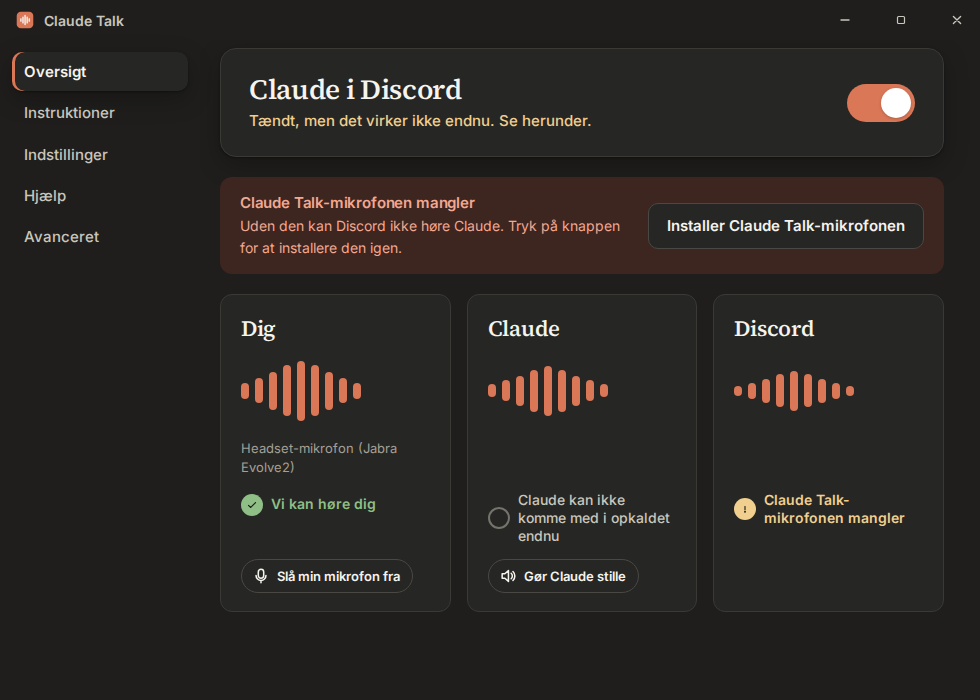 Claude Talk
Oversigt
Instruktioner
Indstillinger
Hjælp
Avanceret
Claude i Discord
Tændt, men det virker ikke endnu. Se herunder.
Claude Talk-mikrofonen mangler
Uden den kan Discord ikke høre Claude. Tryk på knappen
for at installere den igen.
Installer Claude Talk-mikrofonen
Dig
Headset-mikrofon (Jabra
Evolve2)
Vi kan høre dig
Slå min mikrofon fra
Claude
Claude kan ikke
komme med i opkaldet
endnu
Gør Claude stille
Discord
Claude Talk-
mikrofonen mangler